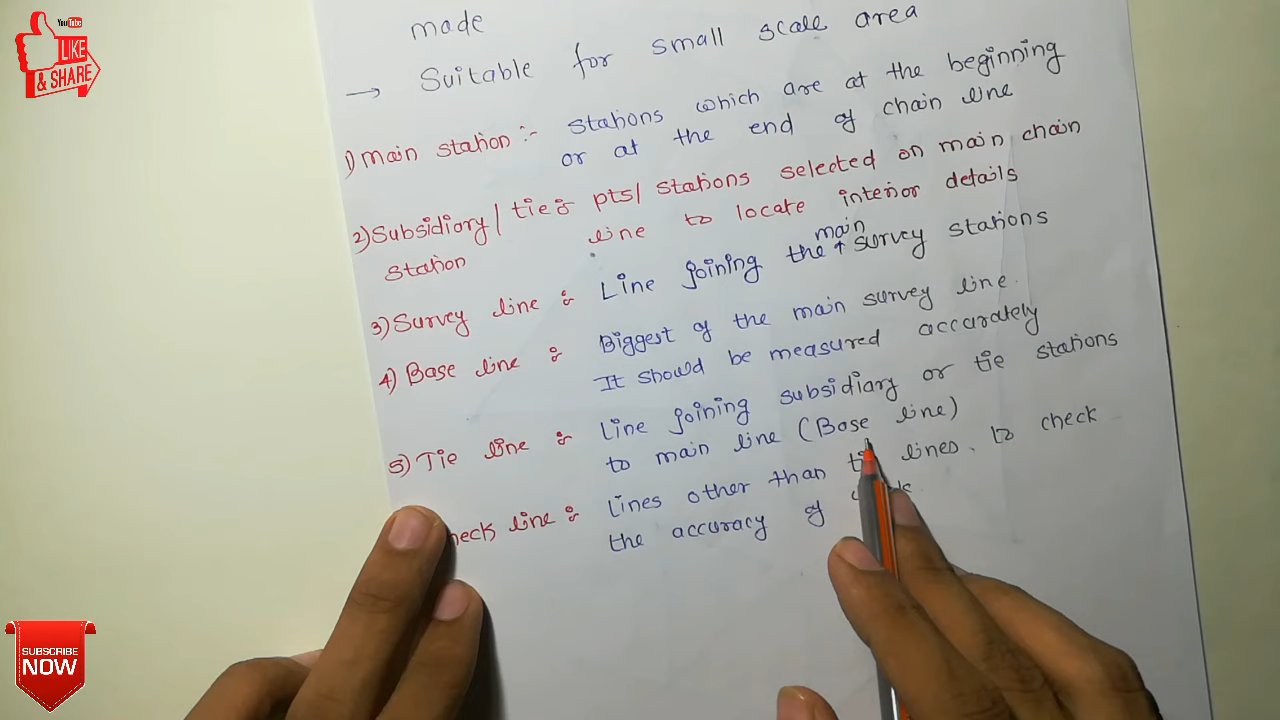 made
→ Suitable for small scale area
1) Main station :- stations which are at the beginning
or at the end of chain line
2) Subsidiory / tie : pts/ stations selected on main chain
station line to locate interior details
3) Survey line : Line joining the main survey stations
4) Base line : Biggest of the main survey line.
It should be measured accurately
5) Tie line : Line joining subsidiary or tie stations
to main line (Base line)
heck line : lines other than lines. to check
the accuracy of
YouTube
LIKE
& SHARE
SUBSCRIBE
NOW